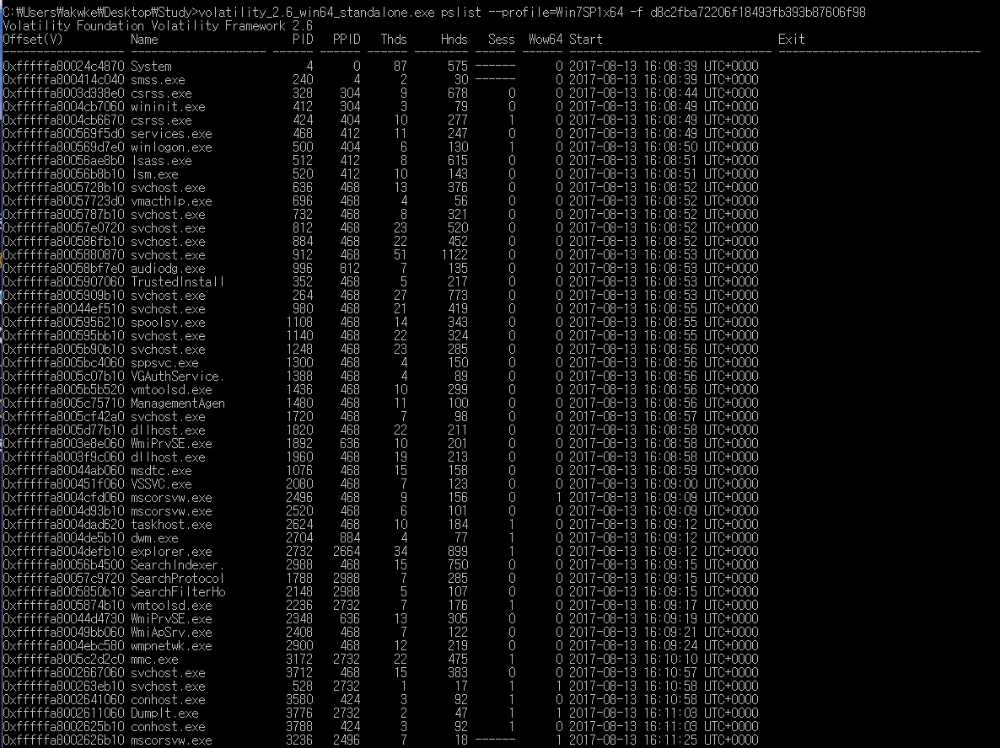 C:₩Users₩akwke₩Desktop₩Study>volatility_2.6_win64_standalone.exe pslist --profile=Win7SP1x64 -f d8c2fba72206f18493fb393b87606f98
Volatility Foundation Volatility Framework 2.6
Offset(V) Name PID PPID Thds Hnds Sess Wow64 Start Exit
------------------ -------------------- ------ ------ ------ -------- ------ ------ ------------------------------ ------------------------------
0xfffffa80024c4870 System 4 0 87 575 ------ 0 2017-08-13 16:08:39 UTC+0000
0xfffffa800414c040 smss.exe 240 4 2 30 ------ 0 2017-08-13 16:08:39 UTC+0000
0xfffffa8003d338e0 csrss.exe 328 304 9 678 0 0 2017-08-13 16:08:44 UTC+0000
0xfffffa8004cb7060 wininit.exe 412 304 3 79 0 0 2017-08-13 16:08:49 UTC+0000
0xfffffa8004cb6670 csrss.exe 424 404 10 277 1 0 2017-08-13 16:08:49 UTC+0000
0xfffffa800569f5d0 services.exe 468 412 11 247 0 0 2017-08-13 16:08:49 UTC+0000
0xfffffa800569d7e0 winlogon.exe 500 404 6 130 1 0 2017-08-13 16:08:50 UTC+0000
0xfffffa80056ae8b0 lsass.exe 512 412 8 615 0 0 2017-08-13 16:08:51 UTC+0000
0xfffffa80056b8b10 lsm.exe 520 412 10 143 0 0 2017-08-13 16:08:51 UTC+0000
0xfffffa8005728b10 svchost.exe 636 468 13 376 0 0 2017-08-13 16:08:52 UTC+0000
0xfffffa80057723d0 vmacthlp.exe 696 468 4 56 0 0 2017-08-13 16:08:52 UTC+0000
0xfffffa8005787b10 svchost.exe 732 468 8 321 0 0 2017-08-13 16:08:52 UTC+0000
0xfffffa80057e0720 svchost.exe 812 468 23 520 0 0 2017-08-13 16:08:52 UTC+0000
0xfffffa800586fb10 svchost.exe 884 468 22 452 0 0 2017-08-13 16:08:52 UTC+0000
0xfffffa8005880870 svchost.exe 912 468 51 1122 0 0 2017-08-13 16:08:53 UTC+0000
0xfffffa80058bf7e0 audiodg.exe 996 812 7 135 0 0 2017-08-13 16:08:53 UTC+0000
0xfffffa8005907060 TrustedInstall 352 468 5 217 0 0 2017-08-13 16:08:53 UTC+0000
0xfffffa8005909b10 svchost.exe 264 468 27 773 0 0 2017-08-13 16:08:53 UTC+0000
0xfffffa80044ef510 svchost.exe 980 468 21 419 0 0 2017-08-13 16:08:55 UTC+0000
0xfffffa8005956210 spoolsv.exe 1108 468 14 343 0 0 2017-08-13 16:08:55 UTC+0000
0xfffffa800595bb10 svchost.exe 1140 468 22 324 0 0 2017-08-13 16:08:55 UTC+0000
0xfffffa8005b90b10 svchost.exe 1248 468 23 285 0 0 2017-08-13 16:08:56 UTC+0000
0xfffffa8005bc4060 sppsvc.exe 1300 468 4 150 0 0 2017-08-13 16:08:56 UTC+0000
0xfffffa8005c07b10 VGAuthService. 1388 468 4 89 0 0 2017-08-13 16:08:56 UTC+0000
0xfffffa8005b5b520 vmtoolsd.exe 1436 468 10 299 0 0 2017-08-13 16:08:56 UTC+0000
0xfffffa8005c75710 ManagementAgen 1480 468 11 100 0 0 2017-08-13 16:08:56 UTC+0000
0xfffffa8005cf42a0 svchost.exe 1720 468 7 98 0 0 2017-08-13 16:08:57 UTC+0000
0xfffffa8005d77b10 dllhost.exe 1820 468 22 211 0 0 2017-08-13 16:08:58 UTC+0000
0xfffffa8003e8e060 WmiPrvSE.exe 1892 636 10 201 0 0 2017-08-13 16:08:58 UTC+0000
0xfffffa8003f9c060 dllhost.exe 1960 468 19 213 0 0 2017-08-13 16:08:58 UTC+0000
0xfffffa80044ab060 msdtc.exe 1076 468 15 158 0 0 2017-08-13 16:08:58 UTC+0000
0xfffffa800451f060 VSSVC.exe 2080 468 7 123 0 0 2017-08-13 16:09:00 UTC+0000
0xfffffa8004cfd060 mscorsvw.exe 2496 468 9 156 0 1 2017-08-13 16:09:09 UTC+0000
0xfffffa8004d93b10 mscorsvw.exe 2520 468 6 101 0 0 2017-08-13 16:09:09 UTC+0000
0xfffffa8004dad620 taskhost.exe 2624 468 10 184 1 0 2017-08-13 16:09:12 UTC+0000
0xfffffa8004de5b10 dwm.exe 2704 884 4 77 1 0 2017-08-13 16:09:12 UTC+0000
0xfffffa8004defb10 explorer.exe 2732 2664 34 899 1 0 2017-08-13 16:09:12 UTC+0000
0xfffffa80056b4500 SearchIndexer. 2988 468 15 750 0 0 2017-08-13 16:09:15 UTC+0000
0xfffffa80057c9720 SearchProtocol 1788 2988 7 285 0 0 2017-08-13 16:09:15 UTC+0000
0xfffffa8005850b10 SearchFilterHo 2148 2988 5 107 0 0 2017-08-13 16:09:15 UTC+0000
0xfffffa8005874b10 vmtoolsd.exe 2236 2732 7 176 1 0 2017-08-13 16:09:17 UTC+0000
0xfffffa80044d4730 WmiPrvSE.exe 2348 636 13 305 0 0 2017-08-13 16:09:19 UTC+0000
0xfffffa80049bb060 WmiApSrv.exe 2408 468 7 122 0 0 2017-08-13 16:09:21 UTC+0000
0xfffffa8004ebc580 wmpnetwk.exe 2900 468 12 219 0 0 2017-08-13 16:09:24 UTC+0000
0xfffffa8005c2d2c0 mmc.exe 3172 2732 22 475 1 0 2017-08-13 16:10:10 UTC+0000
0xfffffa8002667060 svchost.exe 3712 468 15 383 0 0 2017-08-13 16:10:57 UTC+0000
0xfffffa800263eb10 svchost.exe 528 2732 1 17 1 1 2017-08-13 16:10:58 UTC+0000
0xfffffa8002641060 conhost.exe 3580 424 3 92 1 0 2017-08-13 16:10:58 UTC+0000
0xfffffa8002611060 DumpIt.exe 3776 2732 2 47 1 1 2017-08-13 16:11:03 UTC+0000
0xfffffa8002625b10 conhost.exe 3788 424 3 92 1 0 2017-08-13 16:11:03 UTC+0000
0xfffffa8002626b10 mscorsvw.exe 3236 2496 7 18 ------ 1 2017-08-13 16:11:25 UTC+0000